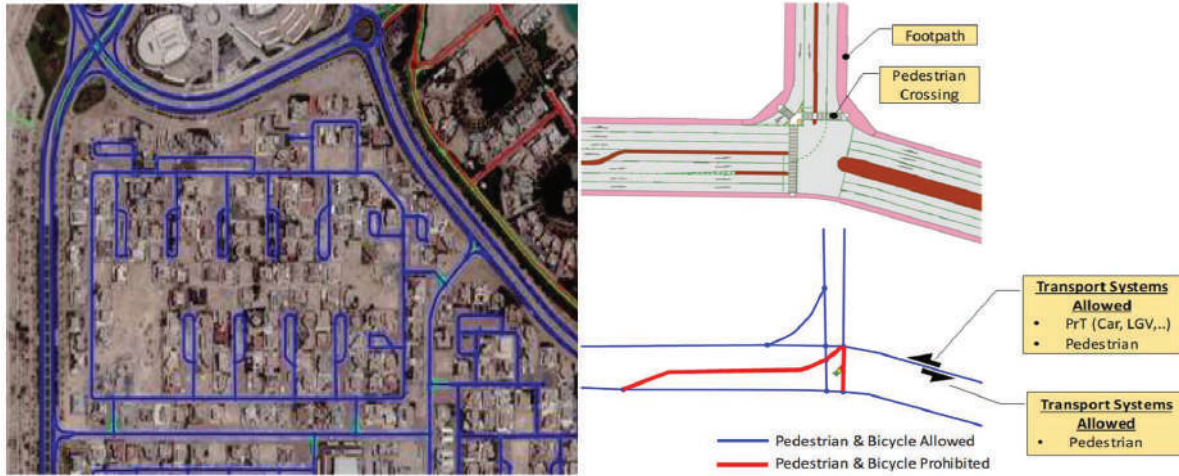 Footpath
Pedestrian
Crossing
Transport Systems
Allowed
• PrT (Car, LGV,..)
• Pedestrian
Transport Systems
Allowed
• Pedestrian
Pedestrian & Bicycle Allowed
Pedestrian & Bicycle Prohibited